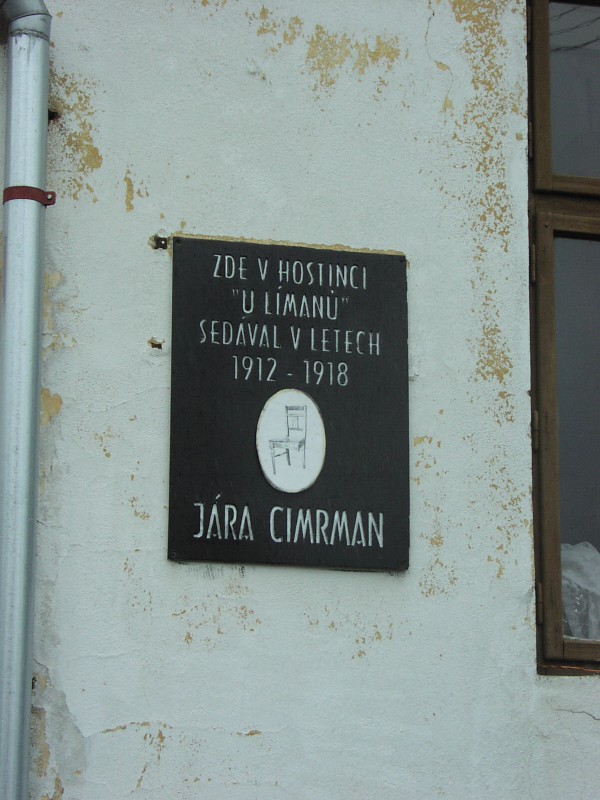 ZDE V HOSTINCI
"U LÍMANŮ"
SEDÁVAL V LETECH
1912 - 1918
JÁRA CIMRMAN